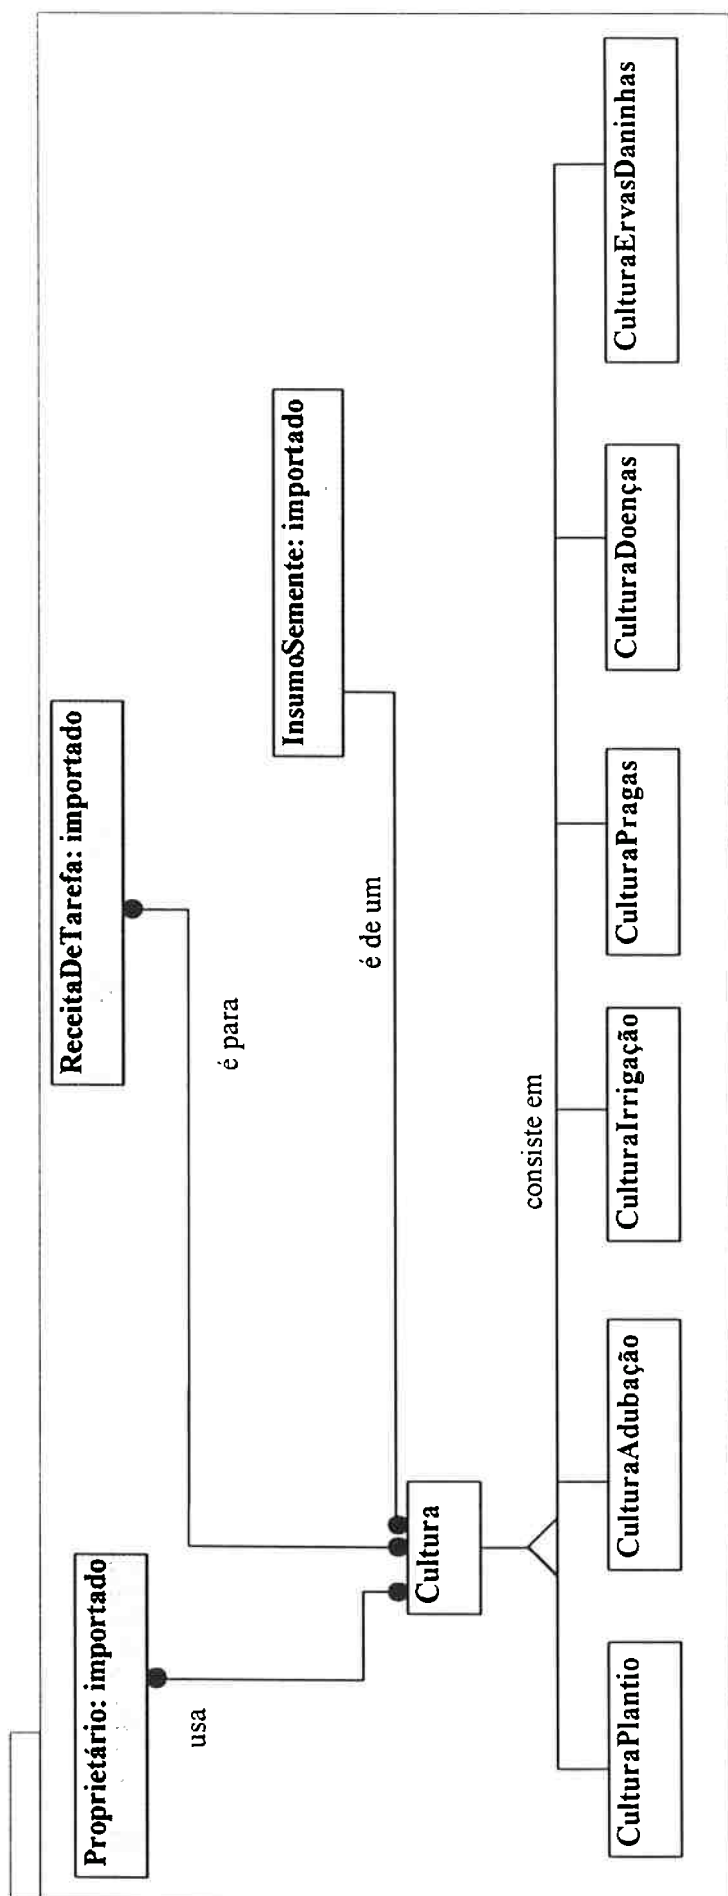 Proprietário: importado
ReceitaDeTarefa: importado
usa
é para
InsumoSemente: importado
é de um
Cultura
consiste em
CulturaPlantio
CulturaAdubação
CulturaIrrigação
CulturaPragas
CulturaDoenças
CulturaErvasDaninhas